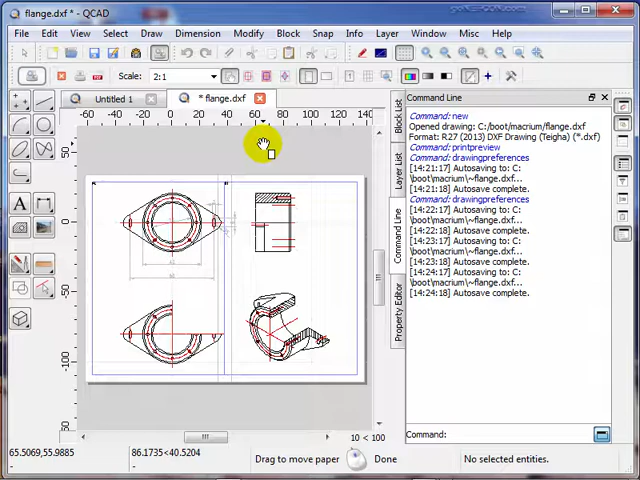 flange.dxf * - QCAD
File Edit View Select Draw Dimension Modify Block Snap Info Layer Window Misc Help
Scale: 2:1
Untitled 1
* flange.dxf
-60 -40 -20 0 20 40 60 80 100 120 140
50
0
-50
-100
10 < 100
Block List
Layer List
Command Line
Property Editor
Command Line
Command: new
Opened drawing: C:/boot/macrium/flange.dxf
Format: R27 (2013) DXF Drawing (Teigha) (*.dxf)
Command: printpreview
Command: drawingpreferences
[14:21:17] Autosaving to: C:
\boot\macrium\~flange.dxf...
[14:21:18] Autosave complete.
Command: drawingpreferences
[14:22:17] Autosaving to: C:
\boot\macrium\~flange.dxf...
[14:22:18] Autosave complete.
[14:23:17] Autosaving to: C:
\boot\macrium\~flange.dxf...
[14:23:18] Autosave complete.
[14:24:17] Autosaving to: C:
\boot\macrium\~flange.dxf...
[14:24:18] Autosave complete.
Command:
65.5069,55.9885
86.1735<40.5204
Drag to move paper
Done
No selected entities.